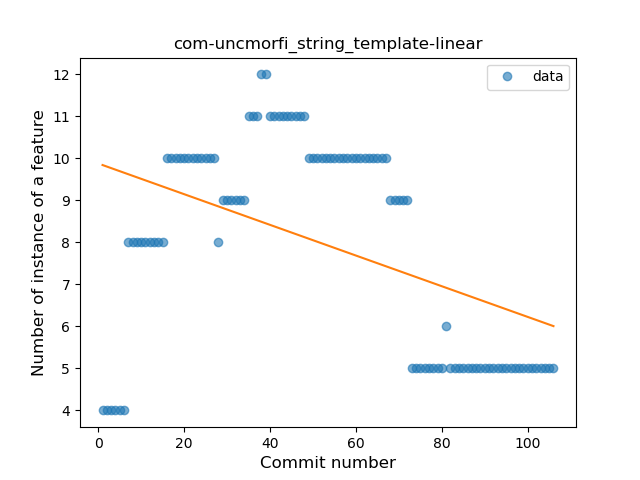 com-uncmorfi_string_template-linear
data
Number of instance of a feature
12
11
10
9
8
7
6
5
4
0 20 40 60 80 100
Commit number